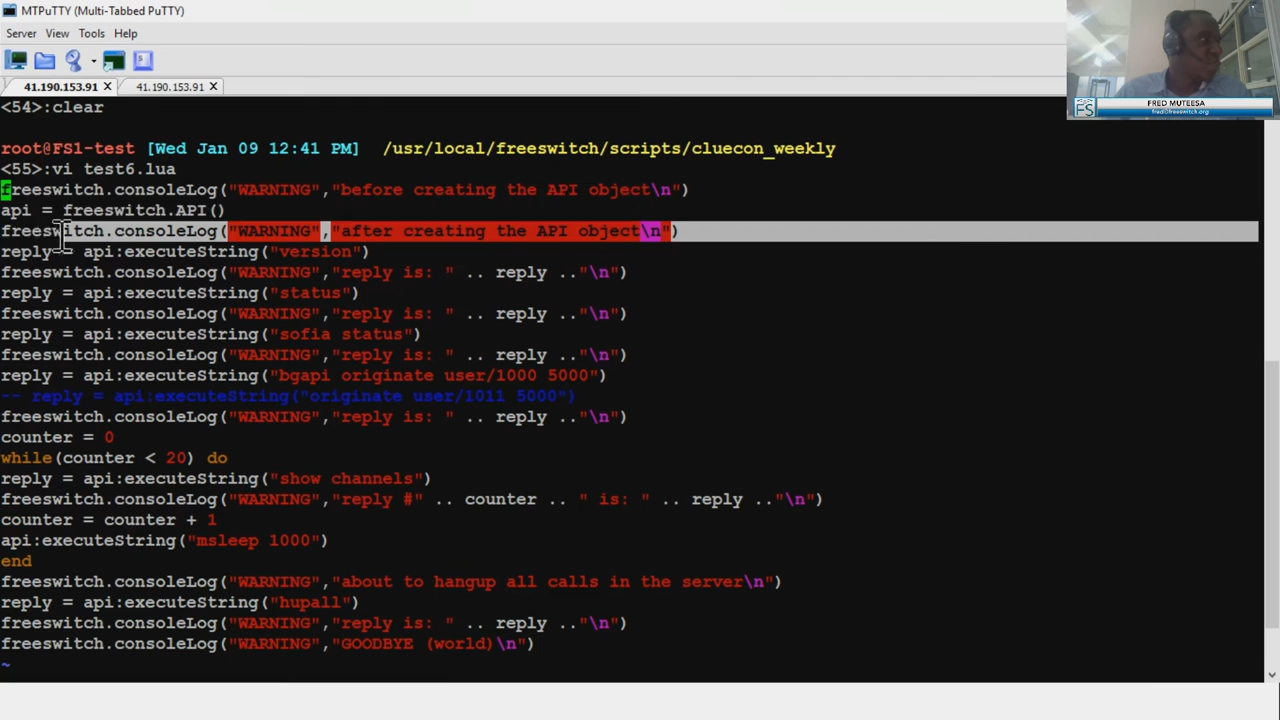 MTPuTTY (Multi-Tabbed PuTTY)
Server View Tools Help
41.190.153.91 41.190.153.91
FRED MUTEESA
fred@freeswitch.org
FS
<54>:clear
root@FS1-test [Wed Jan 09 12:41 PM] /usr/local/freeswitch/scripts/cluecon_weekly
<55>:vi test6.lua
freeswitch.consoleLog("WARNING","before creating the API object\n")
api = freeswitch.API()
freeswitch.consoleLog("WARNING","after creating the API object\n")
reply = api:executeString("version")
freeswitch.consoleLog("WARNING","reply is: " .. reply .."\n")
reply = api:executeString("status")
freeswitch.consoleLog("WARNING","reply is: " .. reply .."\n")
reply = api:executeString("sofia status")
freeswitch.consoleLog("WARNING","reply is: " .. reply .."\n")
reply = api:executeString("bgapi originate user/1000 5000")
-- reply = api:executeString("originate user/1011 5000")
freeswitch.consoleLog("WARNING","reply is: " .. reply .."\n")
counter = 0
while(counter < 20) do
reply = api:executeString("show channels")
freeswitch.consoleLog("WARNING","reply #" .. counter .. " is: " .. reply .."\n")
counter = counter + 1
api:executeString("msleep 1000")
end
freeswitch.consoleLog("WARNING","about to hangup all calls in the server\n")
reply = api:executeString("hupall")
freeswitch.consoleLog("WARNING","reply is: " .. reply .."\n")
freeswitch.consoleLog("WARNING","GOODBYE (world)\n")
~